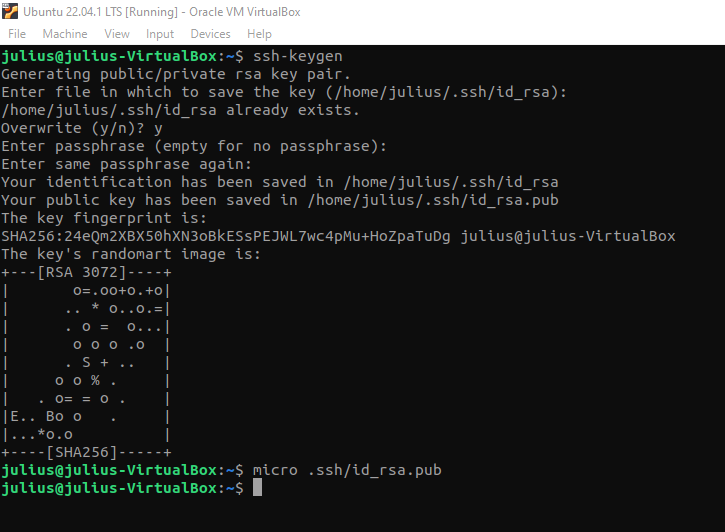 Ubuntu 22.04.1 LTS [Running] - Oracle VM VirtualBox
File Machine View Input Devices Help
julius@julius-VirtualBox:~$ ssh-keygen
Generating public/private rsa key pair.
Enter file in which to save the key (/home/julius/.ssh/id_rsa):
/home/julius/.ssh/id_rsa already exists.
Overwrite (y/n)? y
Enter passphrase (empty for no passphrase):
Enter same passphrase again:
Your identification has been saved in /home/julius/.ssh/id_rsa
Your public key has been saved in /home/julius/.ssh/id_rsa.pub
The key fingerprint is:
SHA256:24eQm2XBX50hXN3oBkESsPEJWL7wc4pMu+HoZpaTuDg julius@julius-VirtualBox
The key's randomart image is:
+---[RSA 3072]----+
|       o=.oo+o.+o|
|      .. * o..o.=|
|      . o =  o...|
|       o o o .o  |
|      . S + ..   |
|     o o % .     |
|   . o= = o .    |
|E.. Bo o   .     |
|...*o.o          |
+----[SHA256]-----+
julius@julius-VirtualBox:~$ micro .ssh/id_rsa.pub
julius@julius-VirtualBox:~$